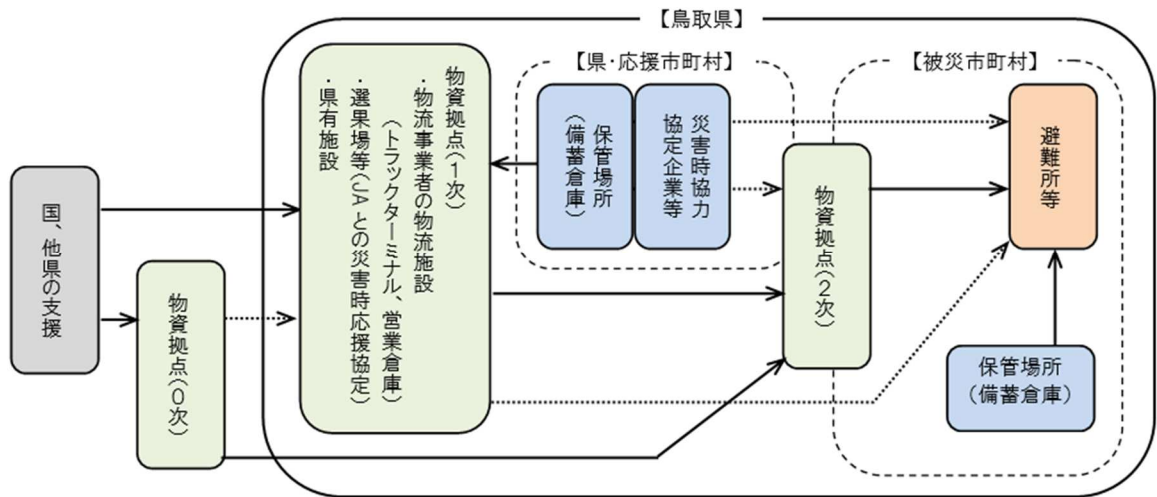 【鳥取県】
国、他県の支援
物資拠点(0次)
物資拠点(1次)
・物流事業者の物流施設
(トラックターミナル、営業倉庫)
・選果場等(JAとの災害時応援協定)
・県有施設
【県・応援市町村】
保管場所
(備蓄倉庫)
災害時協力
協定企業等
物資拠点(2次)
【被災市町村】
避難所等
保管場所
(備蓄倉庫)